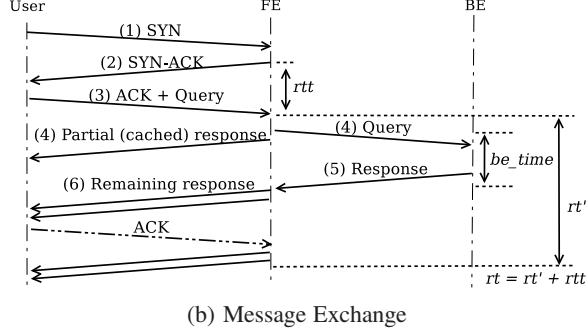 User FE BE
(1) SYN
(2) SYN-ACK
rtt
(3) ACK + Query
(4) Query
(4) Partial (cached) response
be_time
(5) Response
(6) Remaining response
rt'
ACK
rt = rt' + rtt
(b) Message Exchange